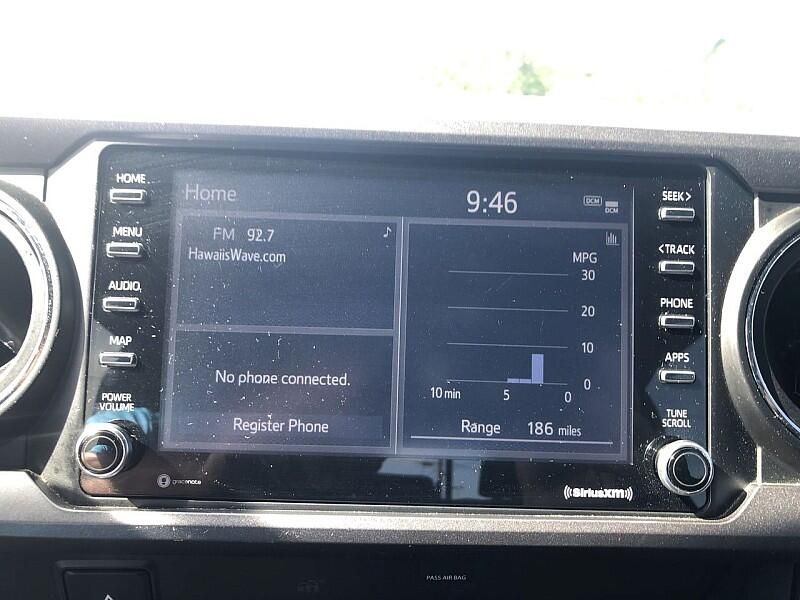 HOME
MENU
AUDIO
MAP
POWER
VOLUME
Home
9:46
DCM
DCM
FM 92.7
HawaiisWave.com
No phone connected.
Register Phone
MPG
30
20
10
0
10 min 5 0
Range 186 miles
SEEK >
< TRACK
PHONE
APPS
TUNE
SCROLL
gracenote
((SiriusXM))
PASS AIR BAG